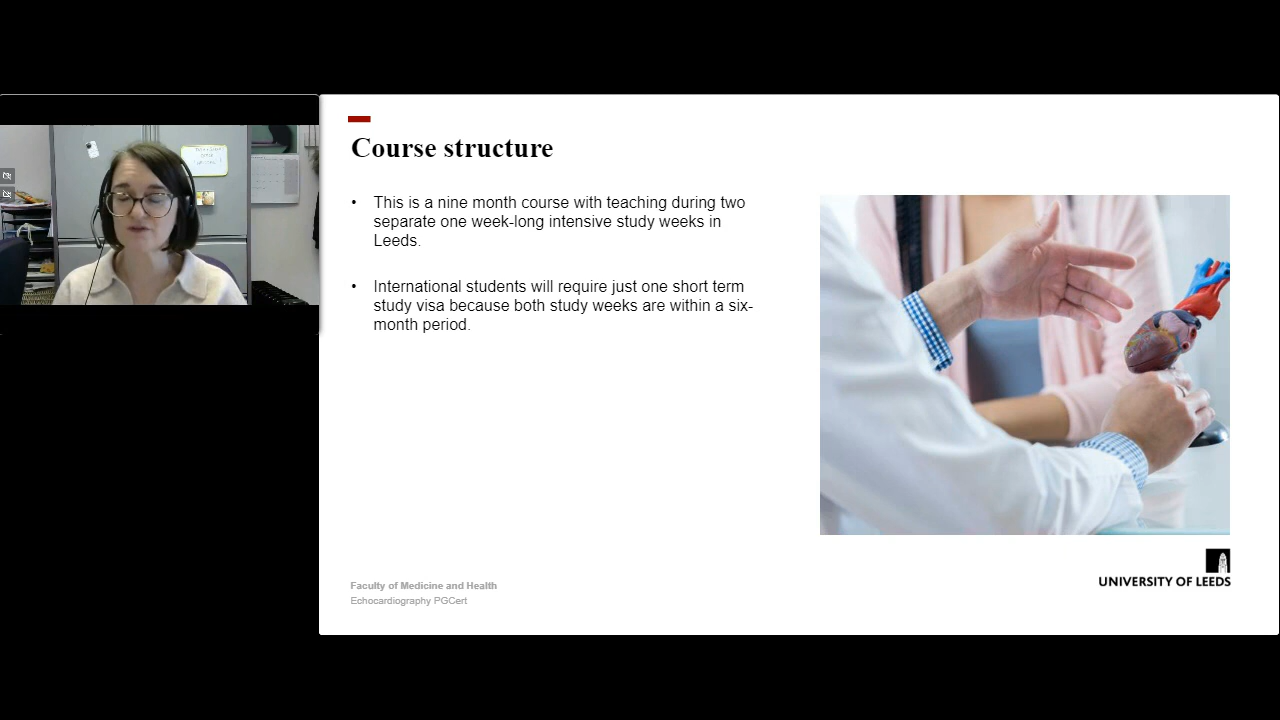 Course structure
• This is a nine month course with teaching during two
separate one week-long intensive study weeks in
Leeds.
• International students will require just one short term
study visa because both study weeks are within a six-
month period.
Faculty of Medicine and Health
Echocardiography PGCert
UNIVERSITY OF LEEDS